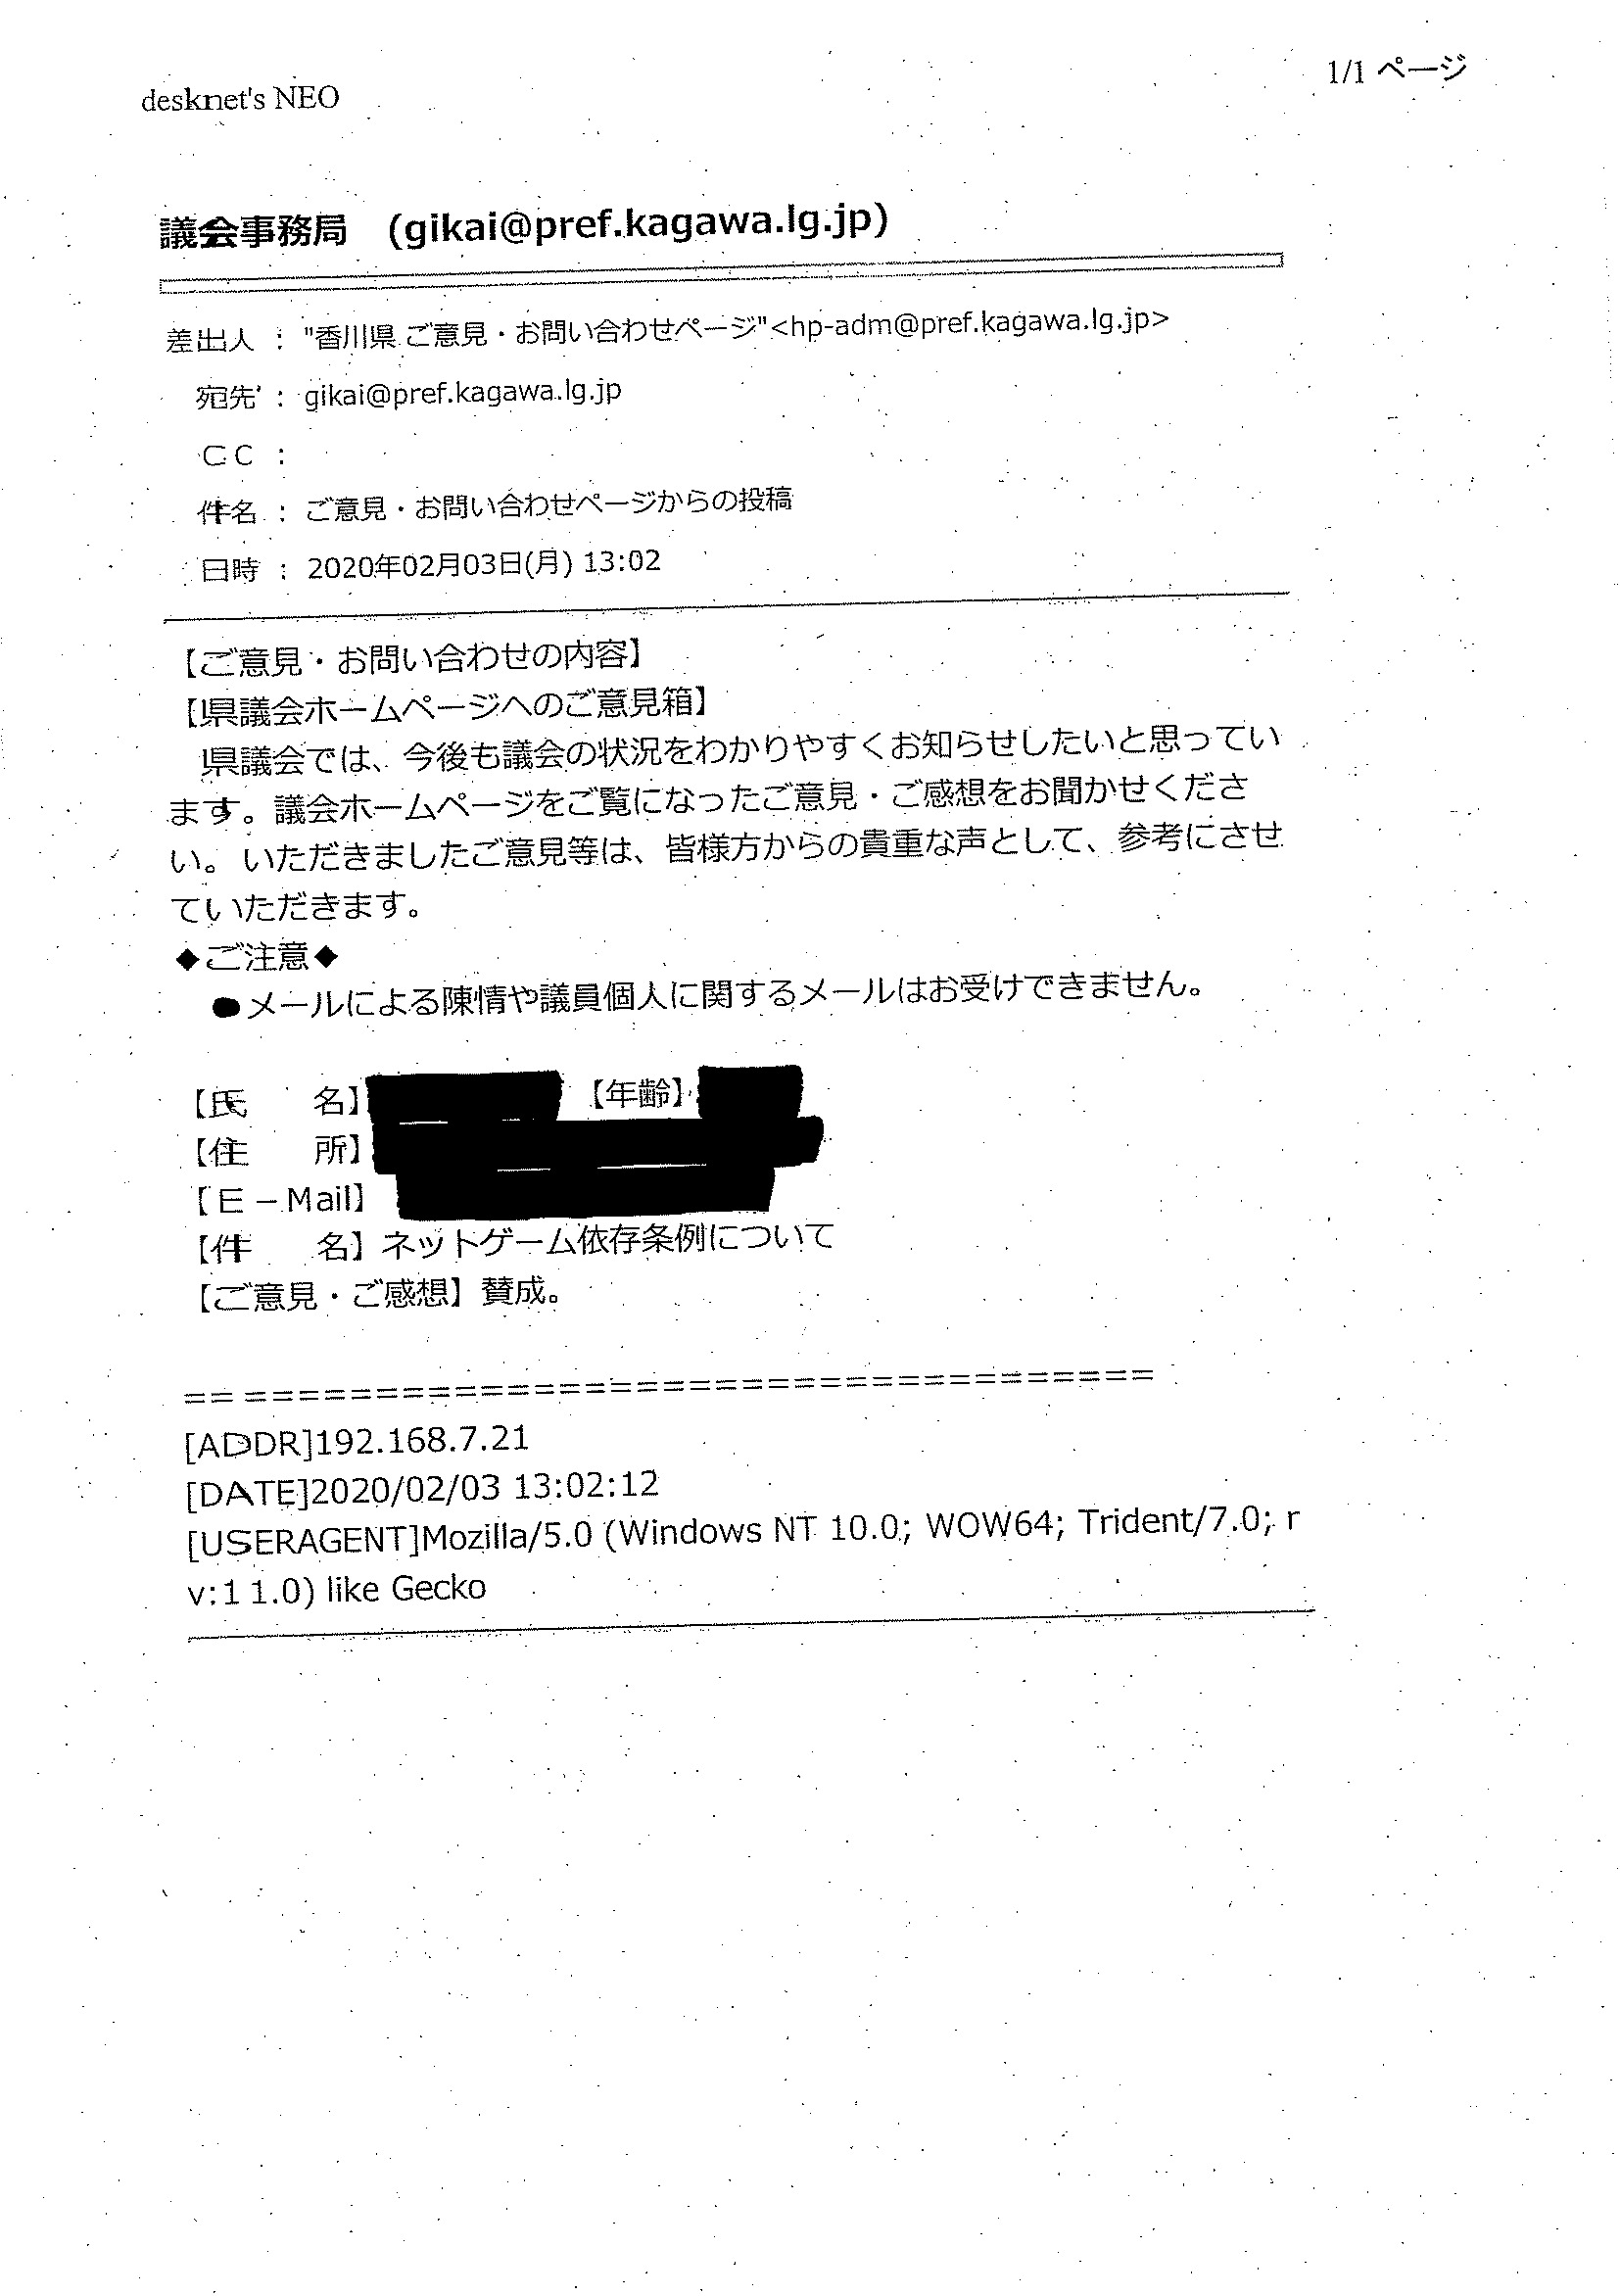 desknet's NEO
1/1 ページ
議会事務局 (gikai@pref.kagawa.lg.jp)
差出人 : "香川県 ご意見・お問い合わせページ"<hp-adm@pref.kagawa.lg.jp>
宛先 : gikai@pref.kagawa.lg.jp
ＣＣ :
件名 : ご意見・お問い合わせページからの投稿
日時 : 2020年02月03日(月) 13:02
【ご意見・お問い合わせの内容】
【県議会ホームページへのご意見箱】
県議会では、今後も議会の状況をわかりやすくお知らせしたいと思ってい
ます。議会ホームページをご覧になったご意見・ご感想をお聞かせくださ
い。いただきましたご意見等は、皆様方からの貴重な声として、参考にさせ
ていただきます。
◆ご注意◆
●メールによる陳情や議員個人に関するメールはお受けできません。
【氏　　名】 【年齢】
【住　　所】
【Ｅ－Mail】
【件　　名】ネットゲーム依存条例について
【ご意見・ご感想】賛成。
=====================================
[ADDR]192.168.7.21
[DATE]2020/02/03 13:02:12
[USERAGENT]Mozilla/5.0 (Windows NT 10.0; WOW64; Trident/7.0; r
v:11.0) like Gecko